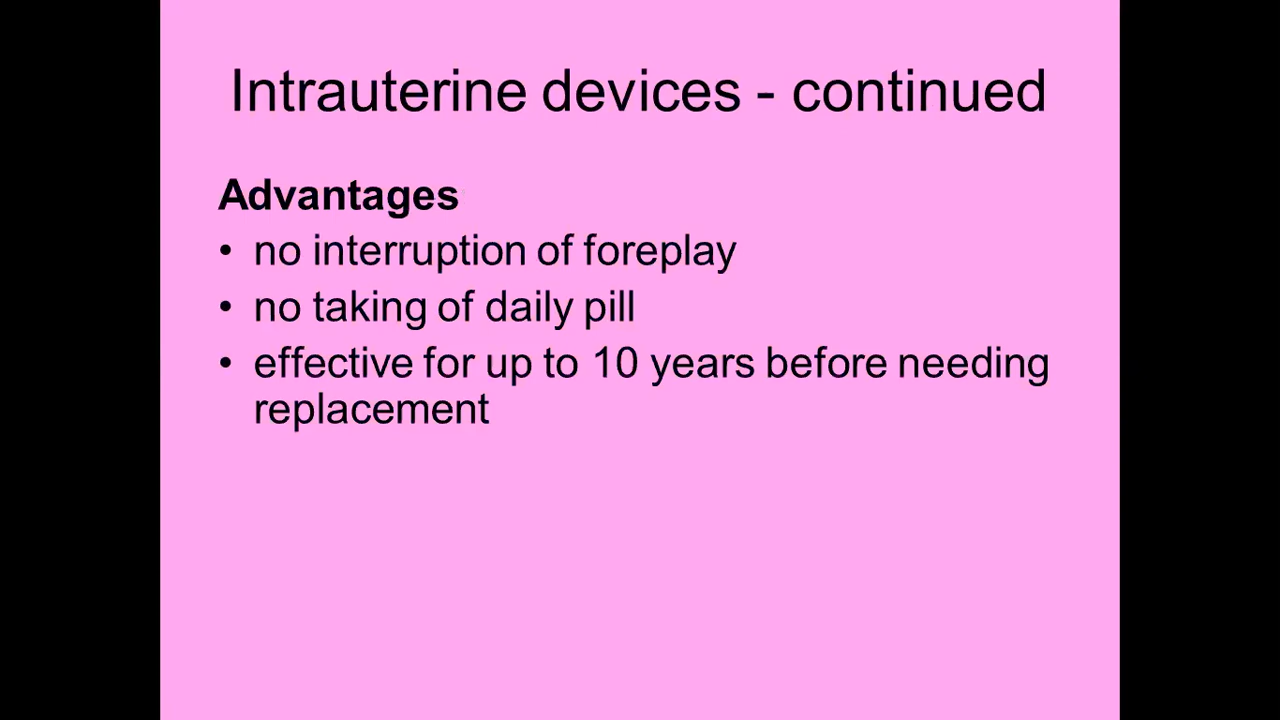 Intrauterine devices - continued
Advantages
• no interruption of foreplay
• no taking of daily pill
• effective for up to 10 years before needing
replacement